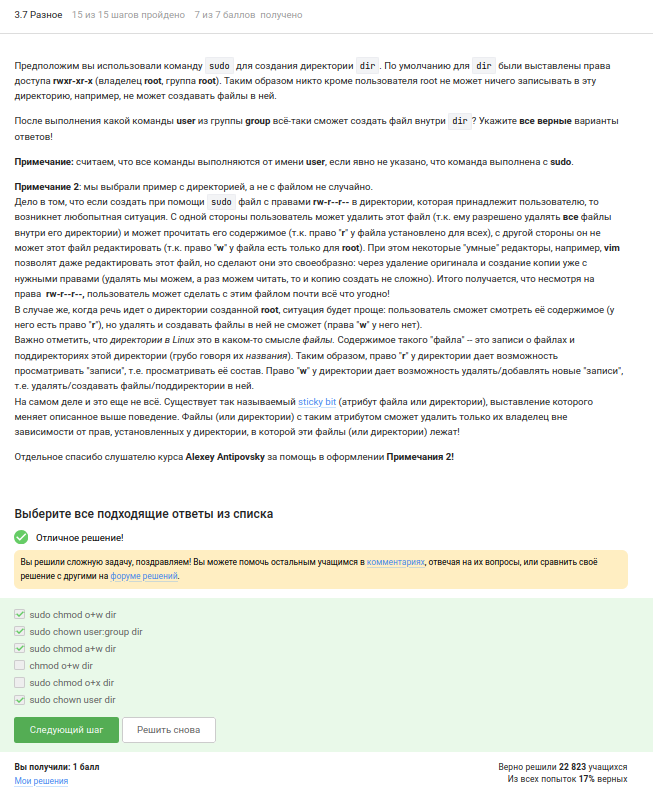 3.7 Разное 15 из 15 шагов пройдено 7 из 7 баллов получено
Предположим вы использовали команду sudo для создания директории dir. По умолчанию для dir были выставлены права
доступа rwxr-xr-x (владелец root, группа root). Таким образом никто кроме пользователя root не может ничего записывать в эту
директорию, например, не может создавать файлы в ней.
После выполнения какой команды user из группы group всё-таки сможет создать файл внутри dir? Укажите все верные варианты
ответов!
Примечание: считаем, что все команды выполняются от имени user, если явно не указано, что команда выполнена с sudo.
Примечание 2: мы выбрали пример с директорией, а не с файлом не случайно.
Дело в том, что если создать при помощи sudo файл с правами rw-r--r-- в директории, которая принадлежит пользователю, то
возникнет любопытная ситуация. С одной стороны пользователь может удалить этот файл (т.к. ему разрешено удалять все файлы
внутри его директории) и может прочитать его содержимое (т.к. право "r" у файла установлено для всех), с другой стороны он не
может этот файл редактировать (т.к. право "w" у файла есть только для root). При этом некоторые "умные" редакторы, например, vim
позволят даже редактировать этот файл, но сделают они это своеобразно: через удаление оригинала и создание копии уже с
нужными правами (удалять мы можем, а раз можем читать, то и копию создать не сложно). Итого получается, что несмотря на
права rw-r--r--, пользователь может сделать с этим файлом почти всё что угодно!
В случае же, когда речь идет о директории созданной root, ситуация будет проще: пользователь сможет смотреть её содержимое (у
него есть право "r"), но удалять и создавать файлы в ней не сможет (права "w" у него нет).
Важно отметить, что директории в Linux это в каком-то смысле файлы. Содержимое такого "файла" -- это записи о файлах и
поддиректориях этой директории (грубо говоря их названия). Таким образом, право "r" у директории дает возможность
просматривать "записи", т.е. просматривать её состав. Право "w" у директории дает возможность удалять/добавлять новые "записи",
т.е. удалять/создавать файлы/поддиректории в ней.
На самом деле и это еще не всё. Существует так называемый sticky bit (атрибут файла или директории), выставление которого
меняет описанное выше поведение. Файлы (или директории) с таким атрибутом сможет удалить только их владелец вне
зависимости от прав, установленных у директории, в которой эти файлы (или директории) лежат!
Отдельное спасибо слушателю курса Alexey Antipovsky за помощь в оформлении Примечания 2!
Выберите все подходящие ответы из списка
Отличное решение!
Вы решили сложную задачу, поздравляем! Вы можете помочь остальным учащимся в комментариях, отвечая на их вопросы, или сравнить своё
решение с другими на форуме решений.
sudo chmod o+w dir
sudo chown user:group dir
sudo chmod a+w dir
chmod o+w dir
sudo chmod o+x dir
sudo chown user dir
Следующий шаг Решить снова
Вы получили: 1 балл Верно решили 22 823 учащихся
Мои решения Из всех попыток 17% верных